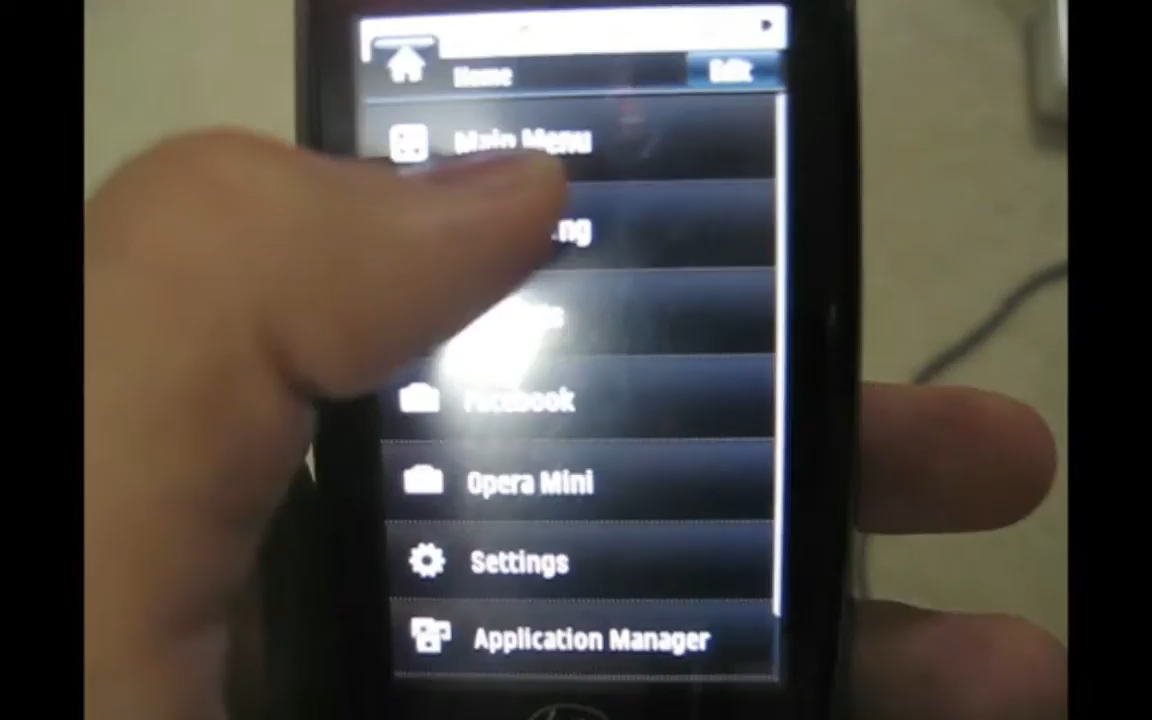 Home
Edit
Main Menu
Facebook
Opera Mini
Settings
Application Manager